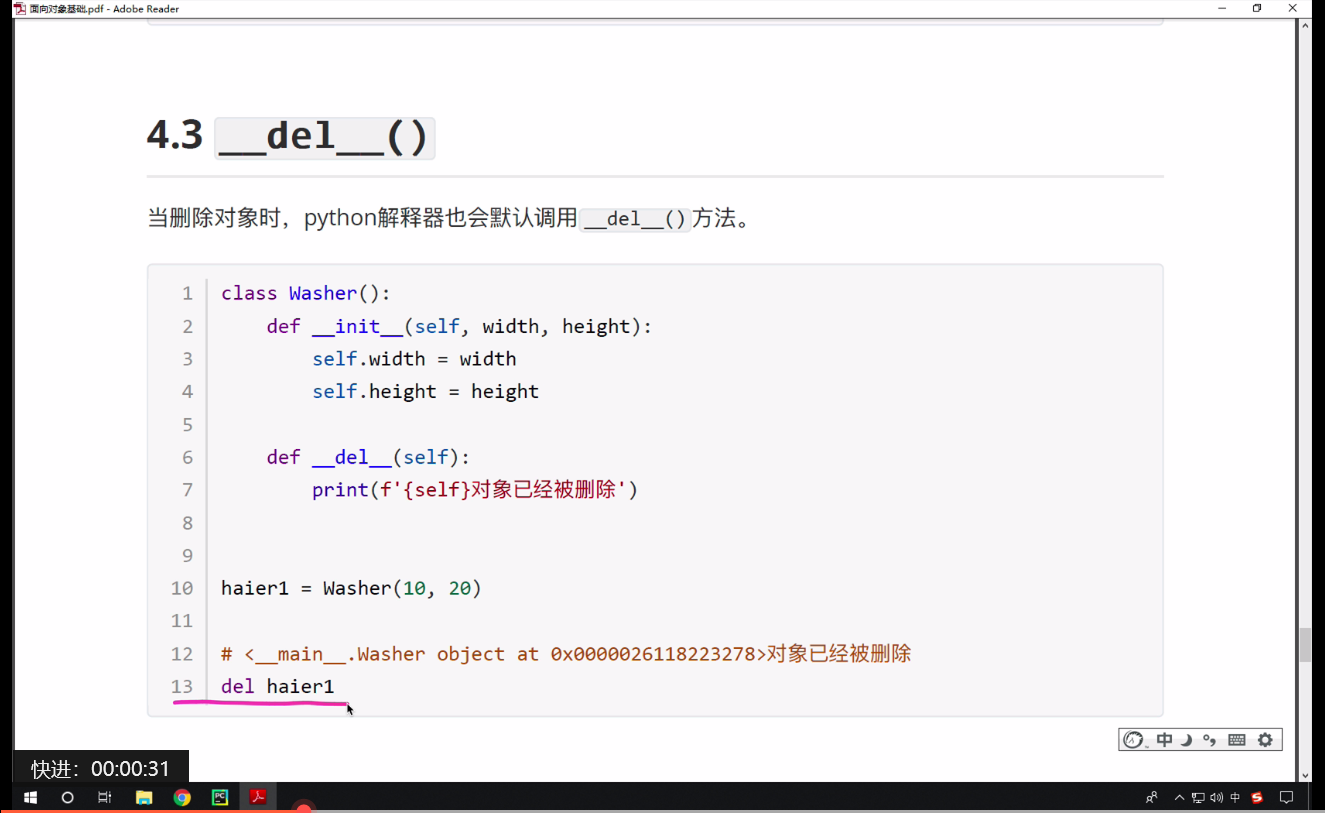 面向对象基础.pdf - Adobe Reader
4.3 __del__()
当删除对象时，python解释器也会默认调用__del__()方法。
1 class Washer():
2     def __init__(self, width, height):
3         self.width = width
4         self.height = height
5
6     def __del__(self):
7         print(f'{self}对象已经被删除')
8
9
10 haier1 = Washer(10, 20)
11
12 # <__main__.Washer object at 0x0000026118223278>对象已经被删除
13 del haier1
中
快进：00:00:31
PC
中